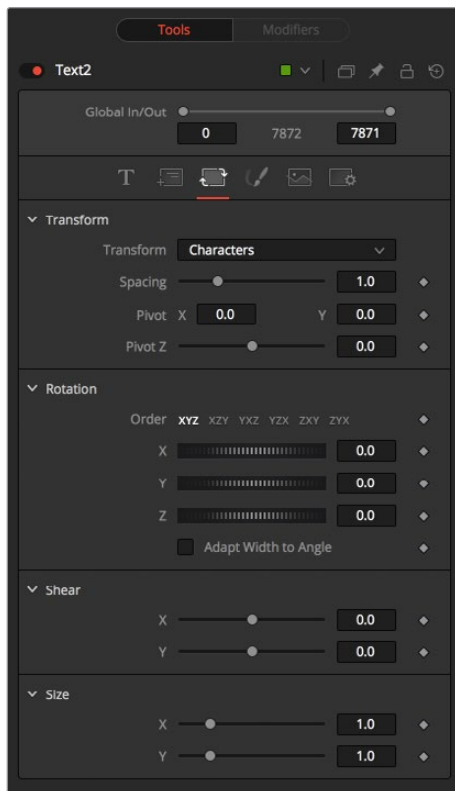 Tools Modifiers
Text2
Global In/Out
0 7872 7871
T
Transform
Transform Characters
Spacing 1.0
Pivot X 0.0 Y 0.0
Pivot Z 0.0
Rotation
Order XYZ XZY YXZ YZX ZXY ZYX
X 0.0
Y 0.0
Z 0.0
Adapt Width to Angle
Shear
X 0.0
Y 0.0
Size
X 1.0
Y 1.0